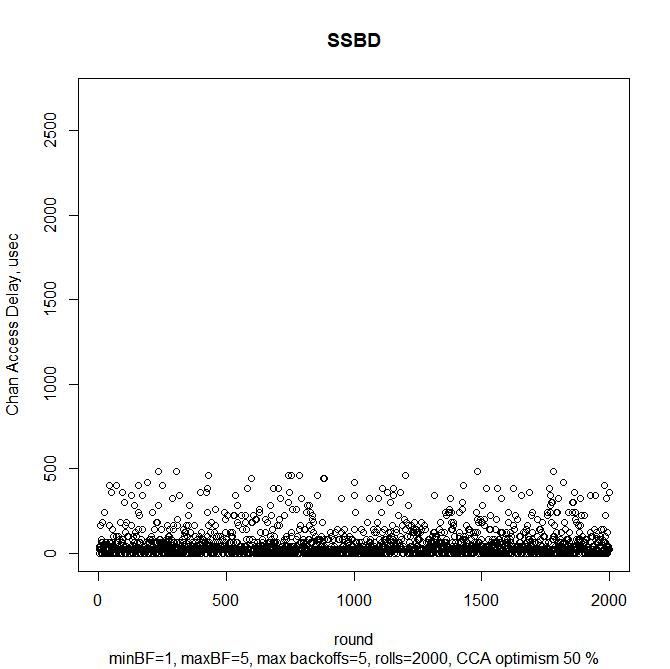 SSBD
2500
2000
1500
1000
500
0
Chan Access Delay, usec
0 500 1000 1500 2000
round
minBF=1, maxBF=5, max backoffs=5, rolls=2000, CCA optimism 50 %